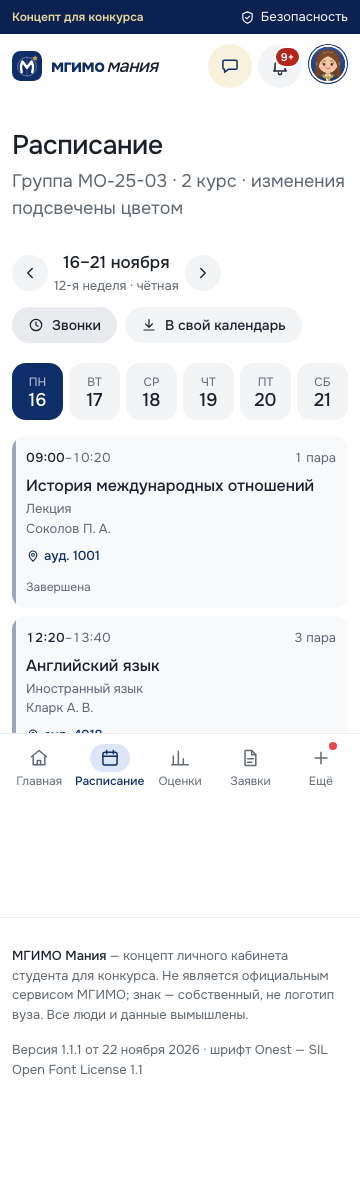 Концепт для конкурса
Безопасность
МГИМО Мания
9+
Расписание
Группа МО-25-03 · 2 курс · изменения
подсвечены цветом
16–21 ноября
12-я неделя · чётная
Звонки
В свой календарь
ПН ВТ СР ЧТ ПТ СБ
16 17 18 19 20 21
09:00–10:20 1 пара
История международных отношений
Лекция
Соколов П. А.
ауд. 1001
Завершена
12:20–13:40 3 пара
Английский язык
Иностранный язык
Кларк А. В.
Главная Расписание Оценки Заявки Ещё
МГИМО Мания — концепт личного кабинета
студента для конкурса. Не является официальным
сервисом МГИМО; знак — собственный, не логотип
вуза. Все люди и данные вымышлены.
Версия 1.1.1 от 22 ноября 2026 · шрифт Onest — SIL
Open Font License 1.1